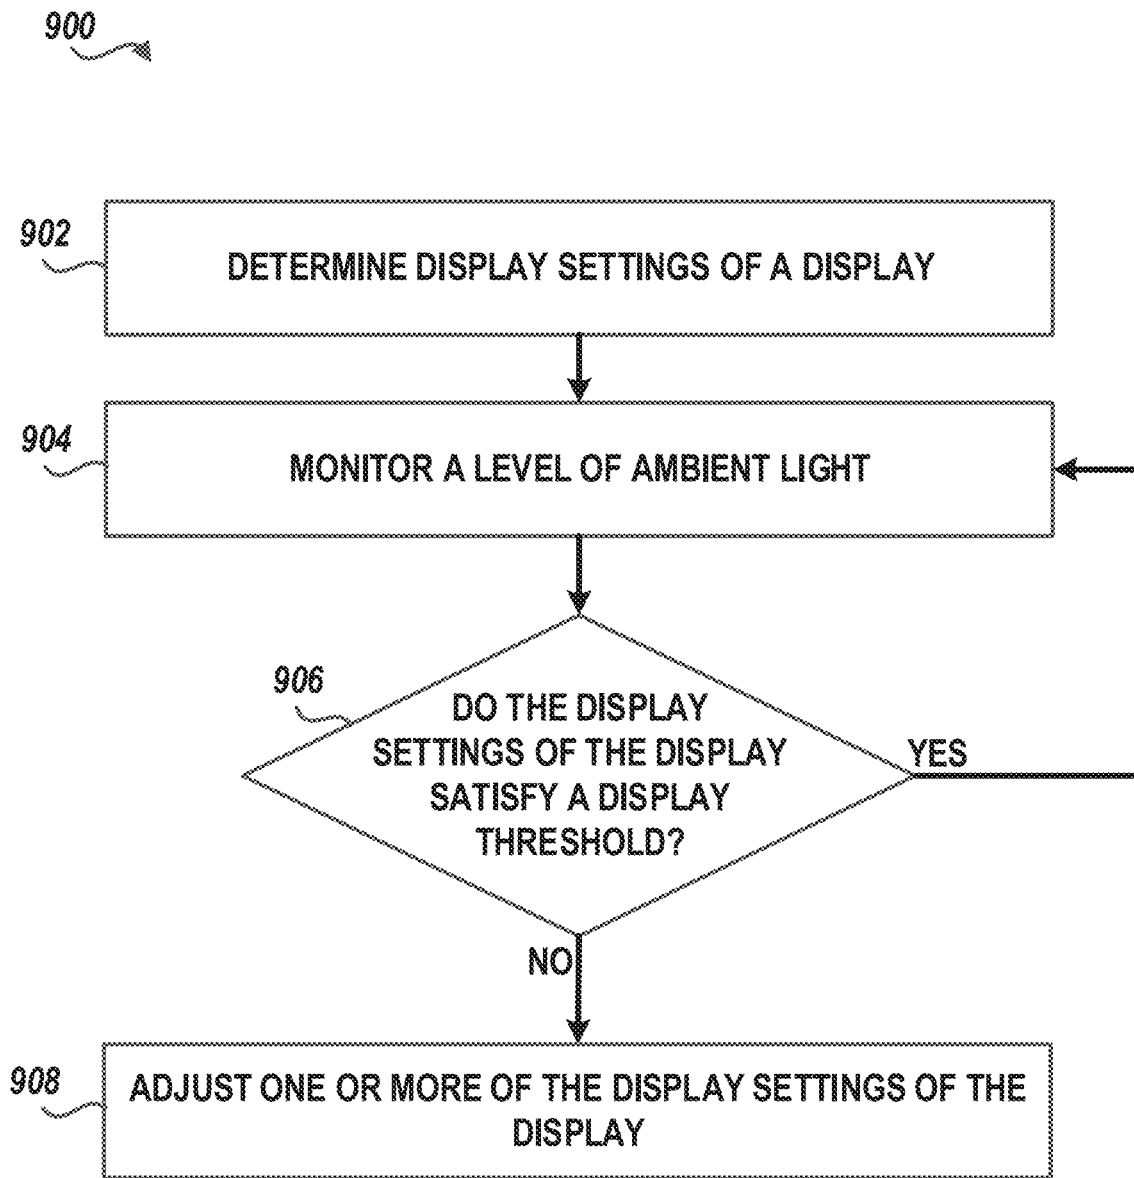 900
902
DETERMINE DISPLAY SETTINGS OF A DISPLAY
904
MONITOR A LEVEL OF AMBIENT LIGHT
906
DO THE DISPLAY
SETTINGS OF THE DISPLAY
SATISFY A DISPLAY
THRESHOLD?
YES
NO
908
ADJUST ONE OR MORE OF THE DISPLAY SETTINGS OF THE
DISPLAY